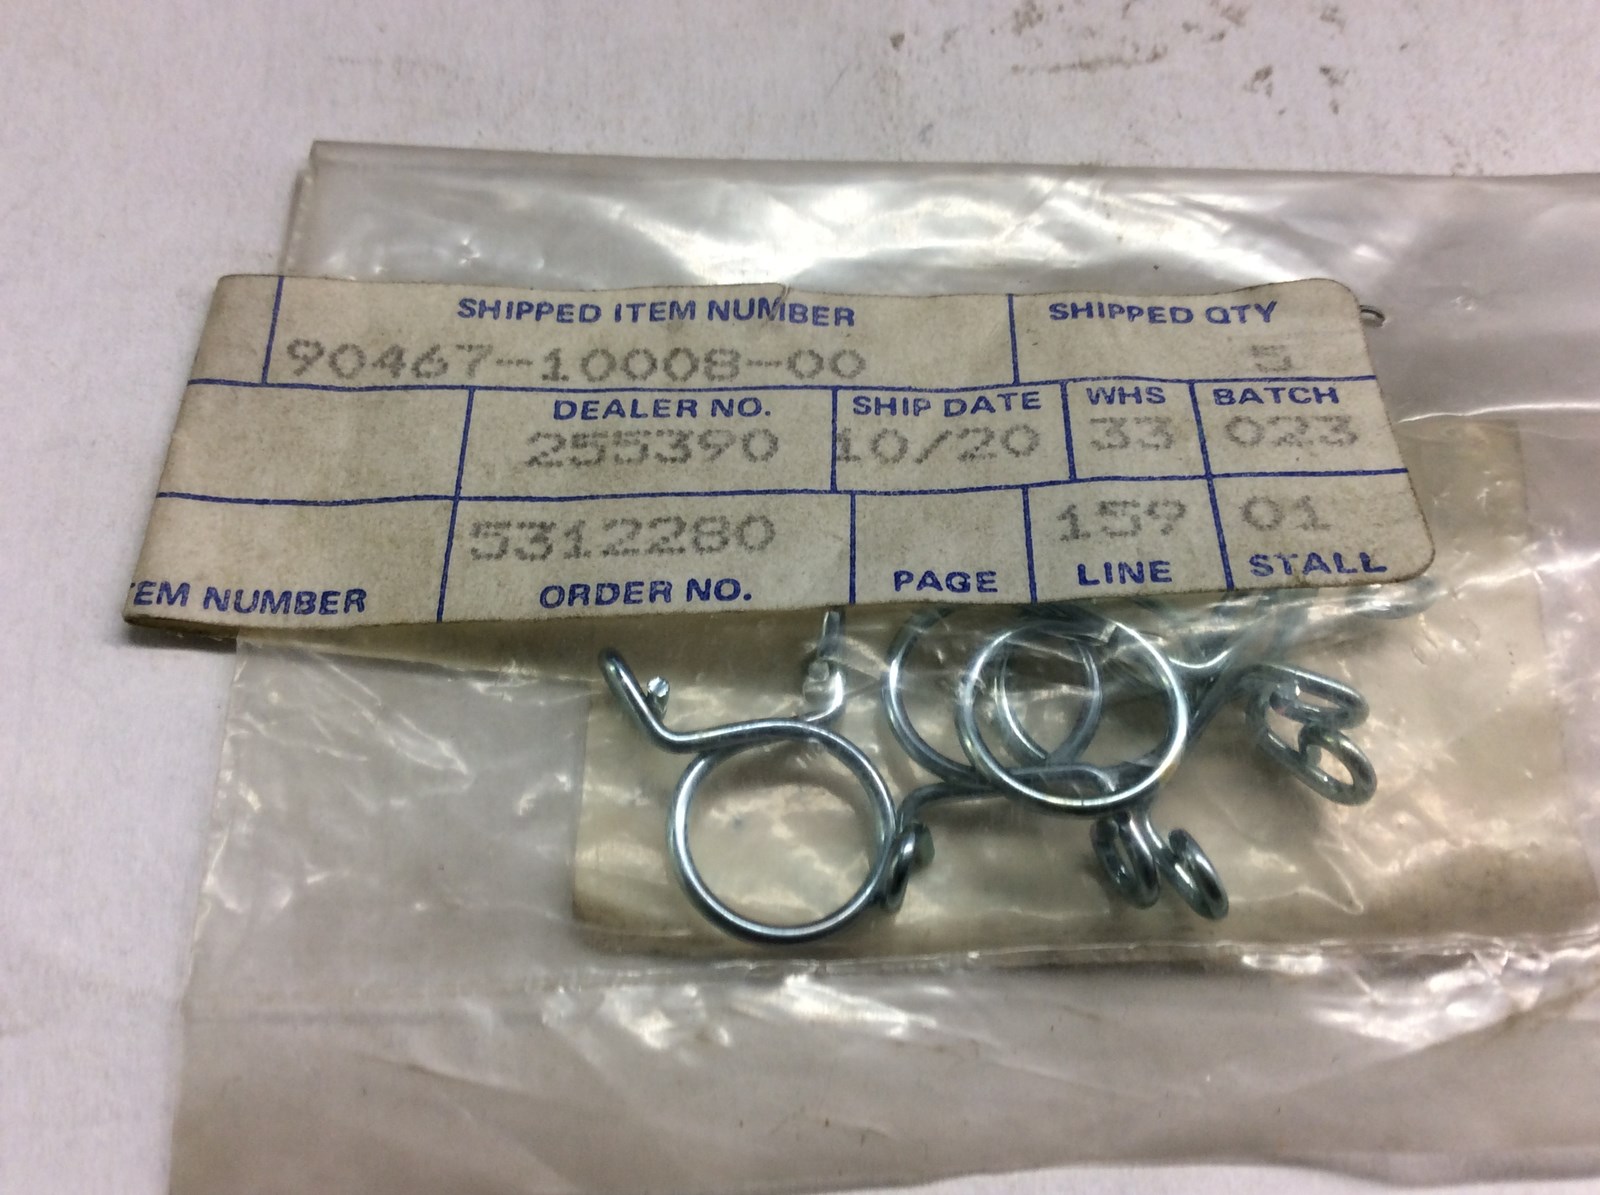 SHIPPED ITEM NUMBER SHIPPED QTY
90467-10008-00 5
DEALER NO. SHIP DATE WHS BATCH
255390 10/20 33 023
5312280 159 01
EM NUMBER ORDER NO. PAGE LINE STALL